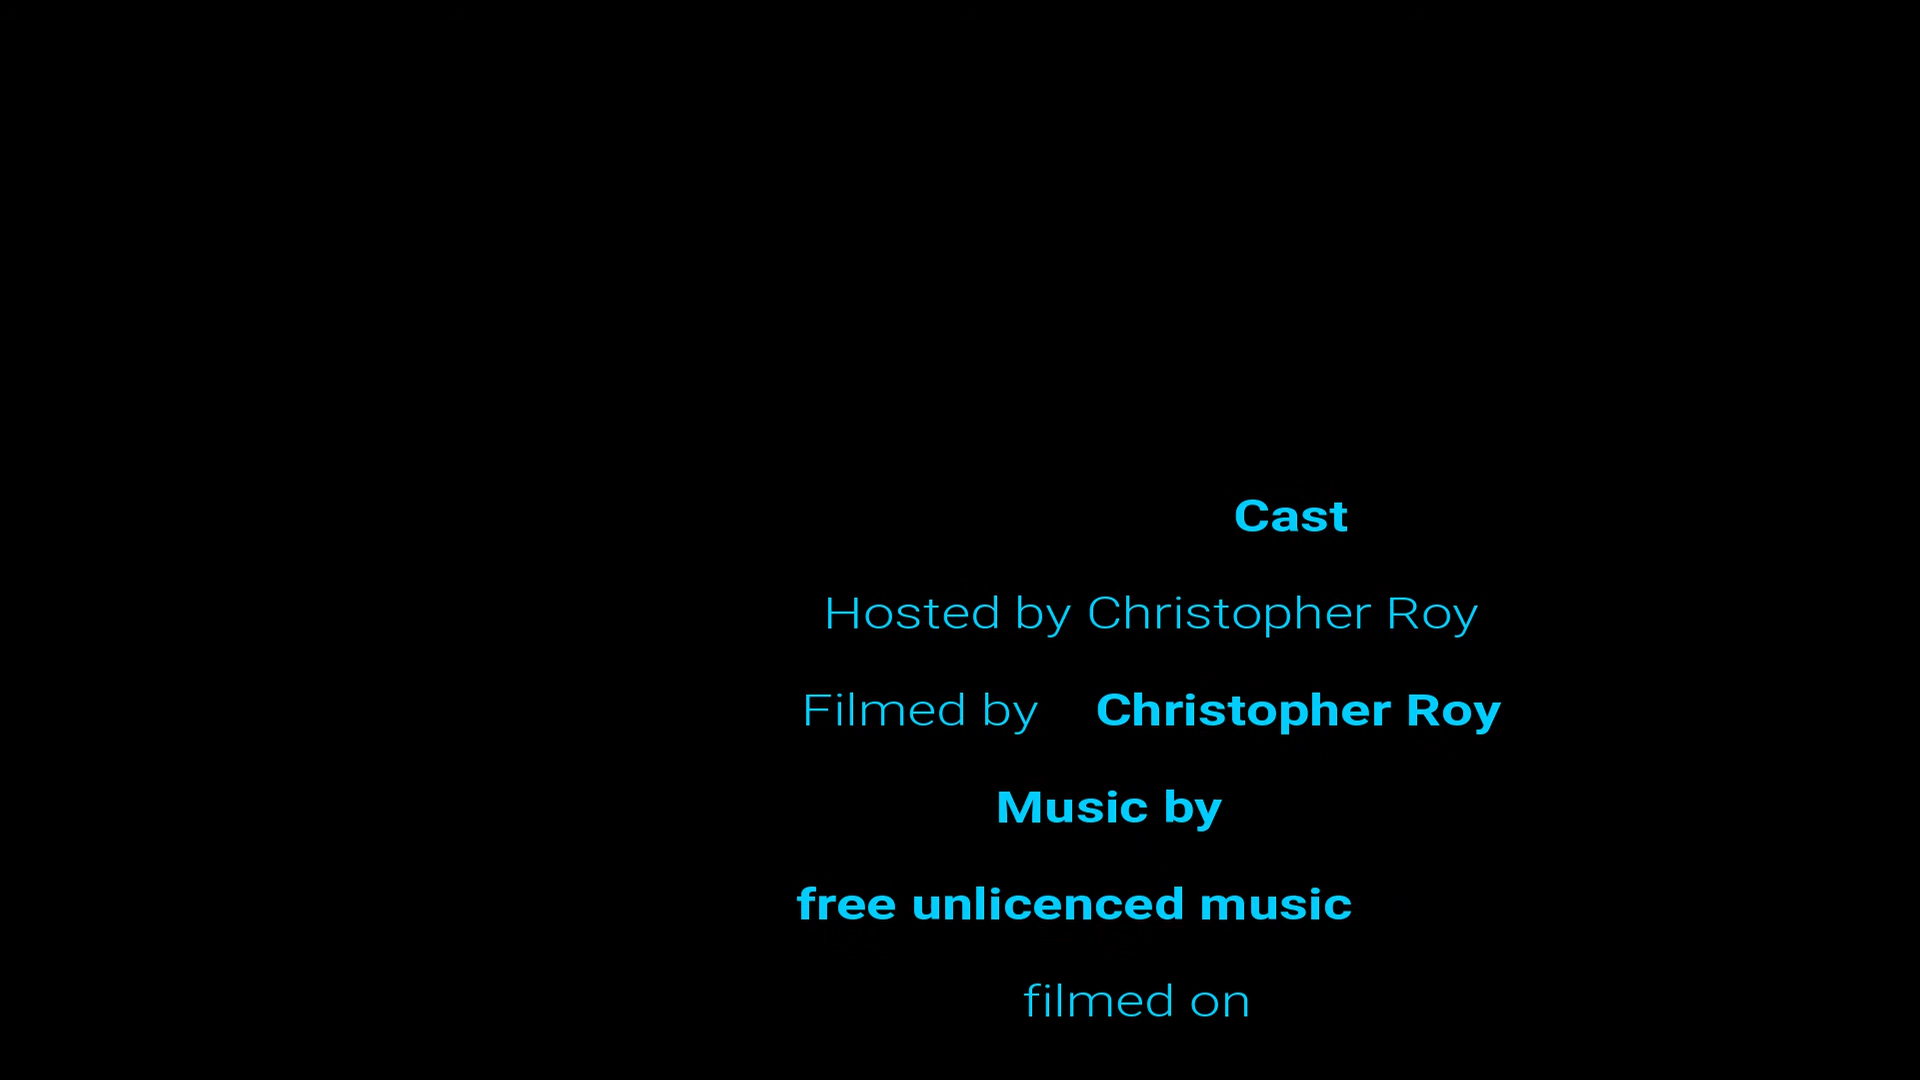 Cast
Hosted by Christopher Roy
Filmed by Christopher Roy
Music by
free unlicenced music
filmed on